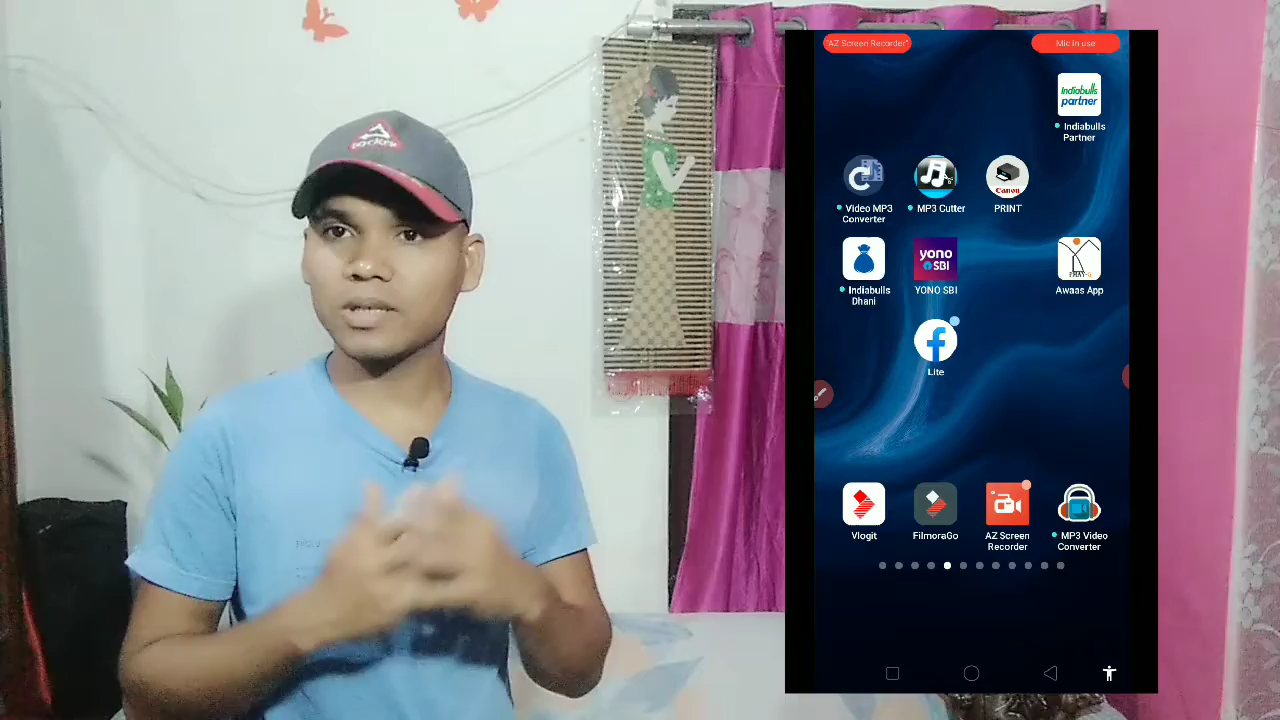 "AZ Screen Recorder"
Mic in use
Indiabulls
partner
Indiabulls
Partner
Canon
Video MP3
Converter
MP3 Cutter
PRINT
yono
SBI
Indiabulls
Dhani
YONO SBI
Awaas App
Lite
Vlogit
FilmoraGo
AZ Screen
Recorder
MP3 Video
Converter